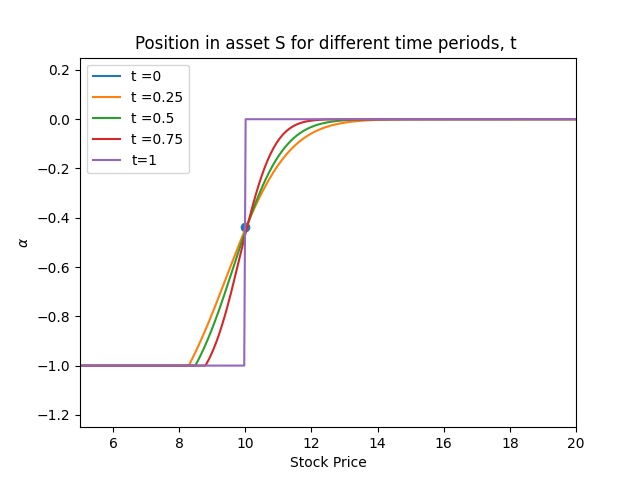 Position in asset S for different time periods, t
t =0
t =0.25
t =0.5
t =0.75
t=1
0.2
0.0
−0.2
−0.4
−0.6
−0.8
−1.0
−1.2
α
6 8 10 12 14 16 18 20
Stock Price